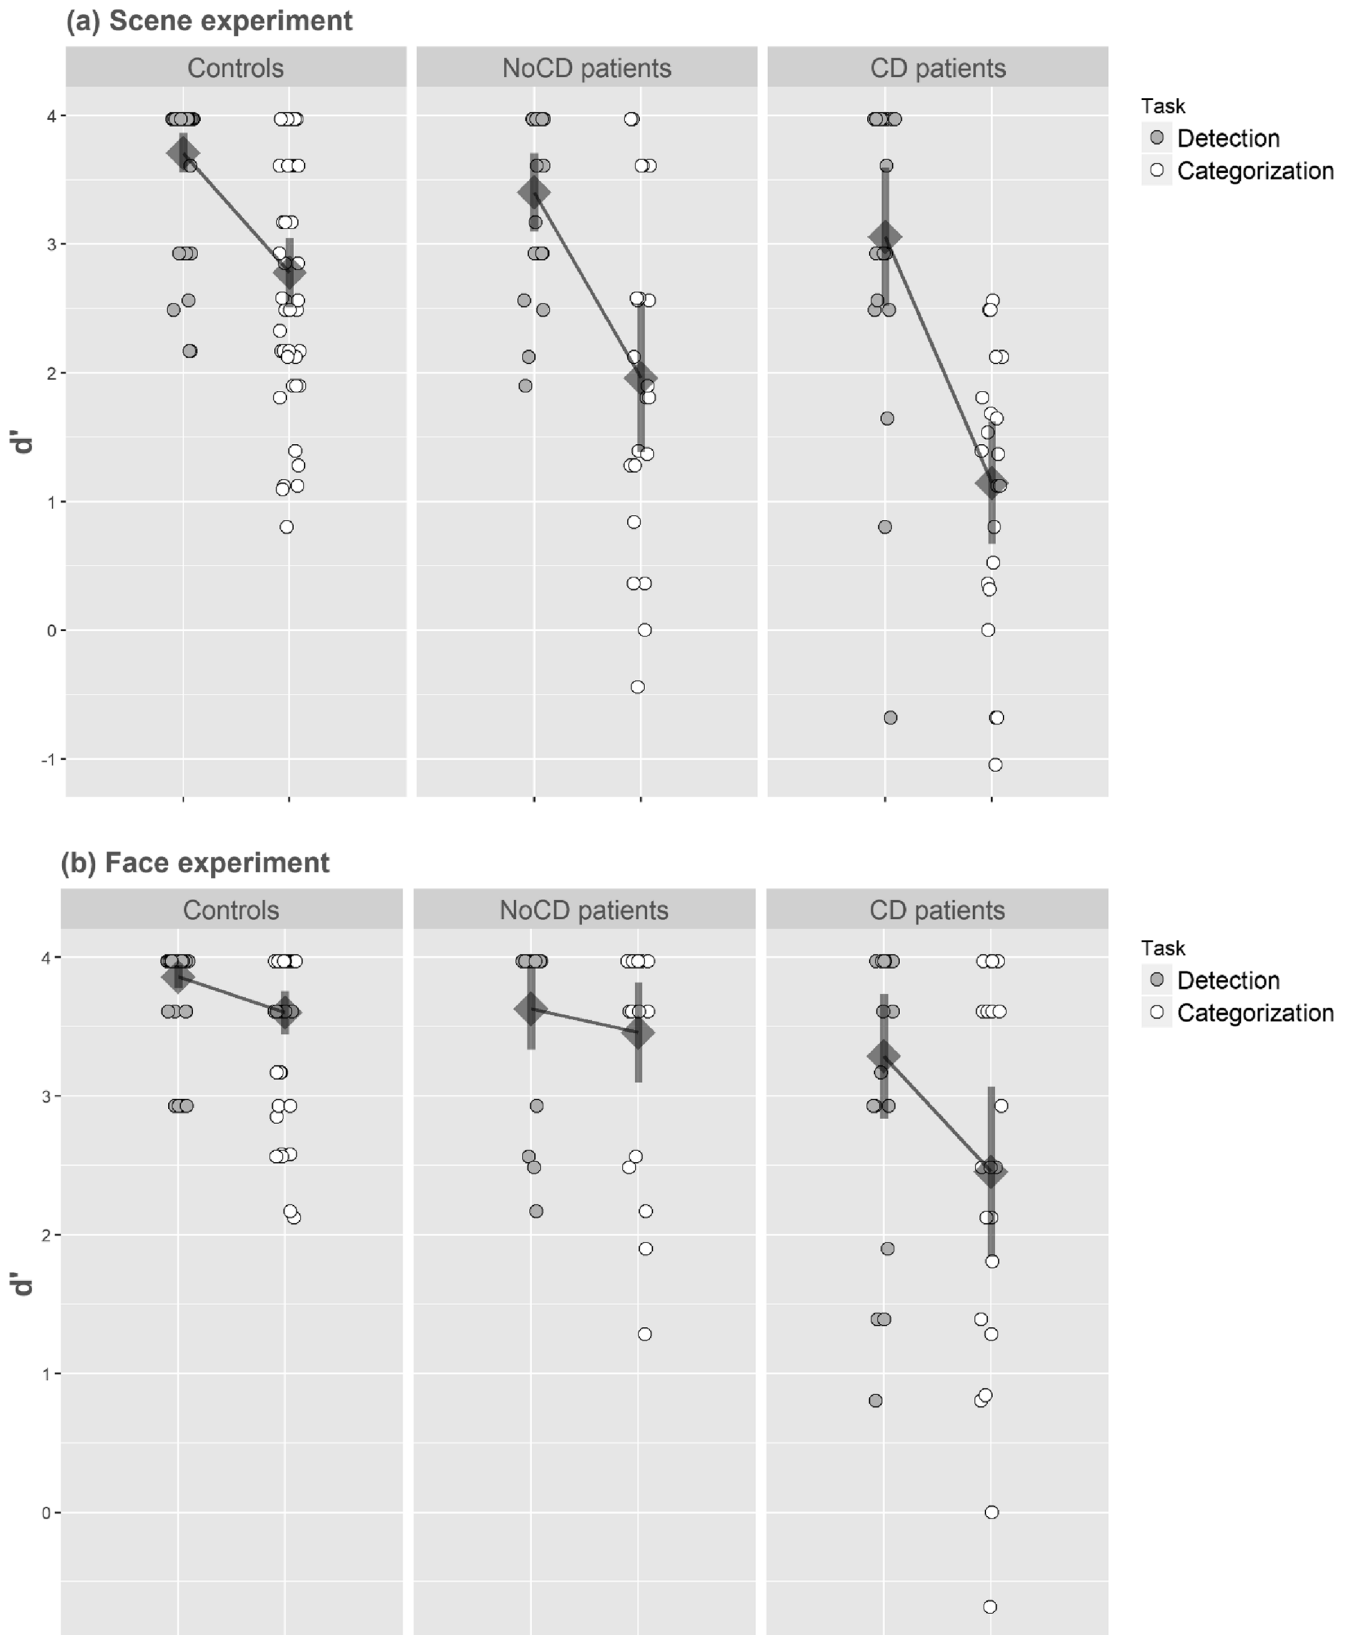 (a) Scene experiment
Controls
NoCD patients
CD patients
Task
Detection
Categorization
4
3
2
1
0
-1
d'
(b) Face experiment
Controls
NoCD patients
CD patients
Task
Detection
Categorization
4
3
2
1
0
d'